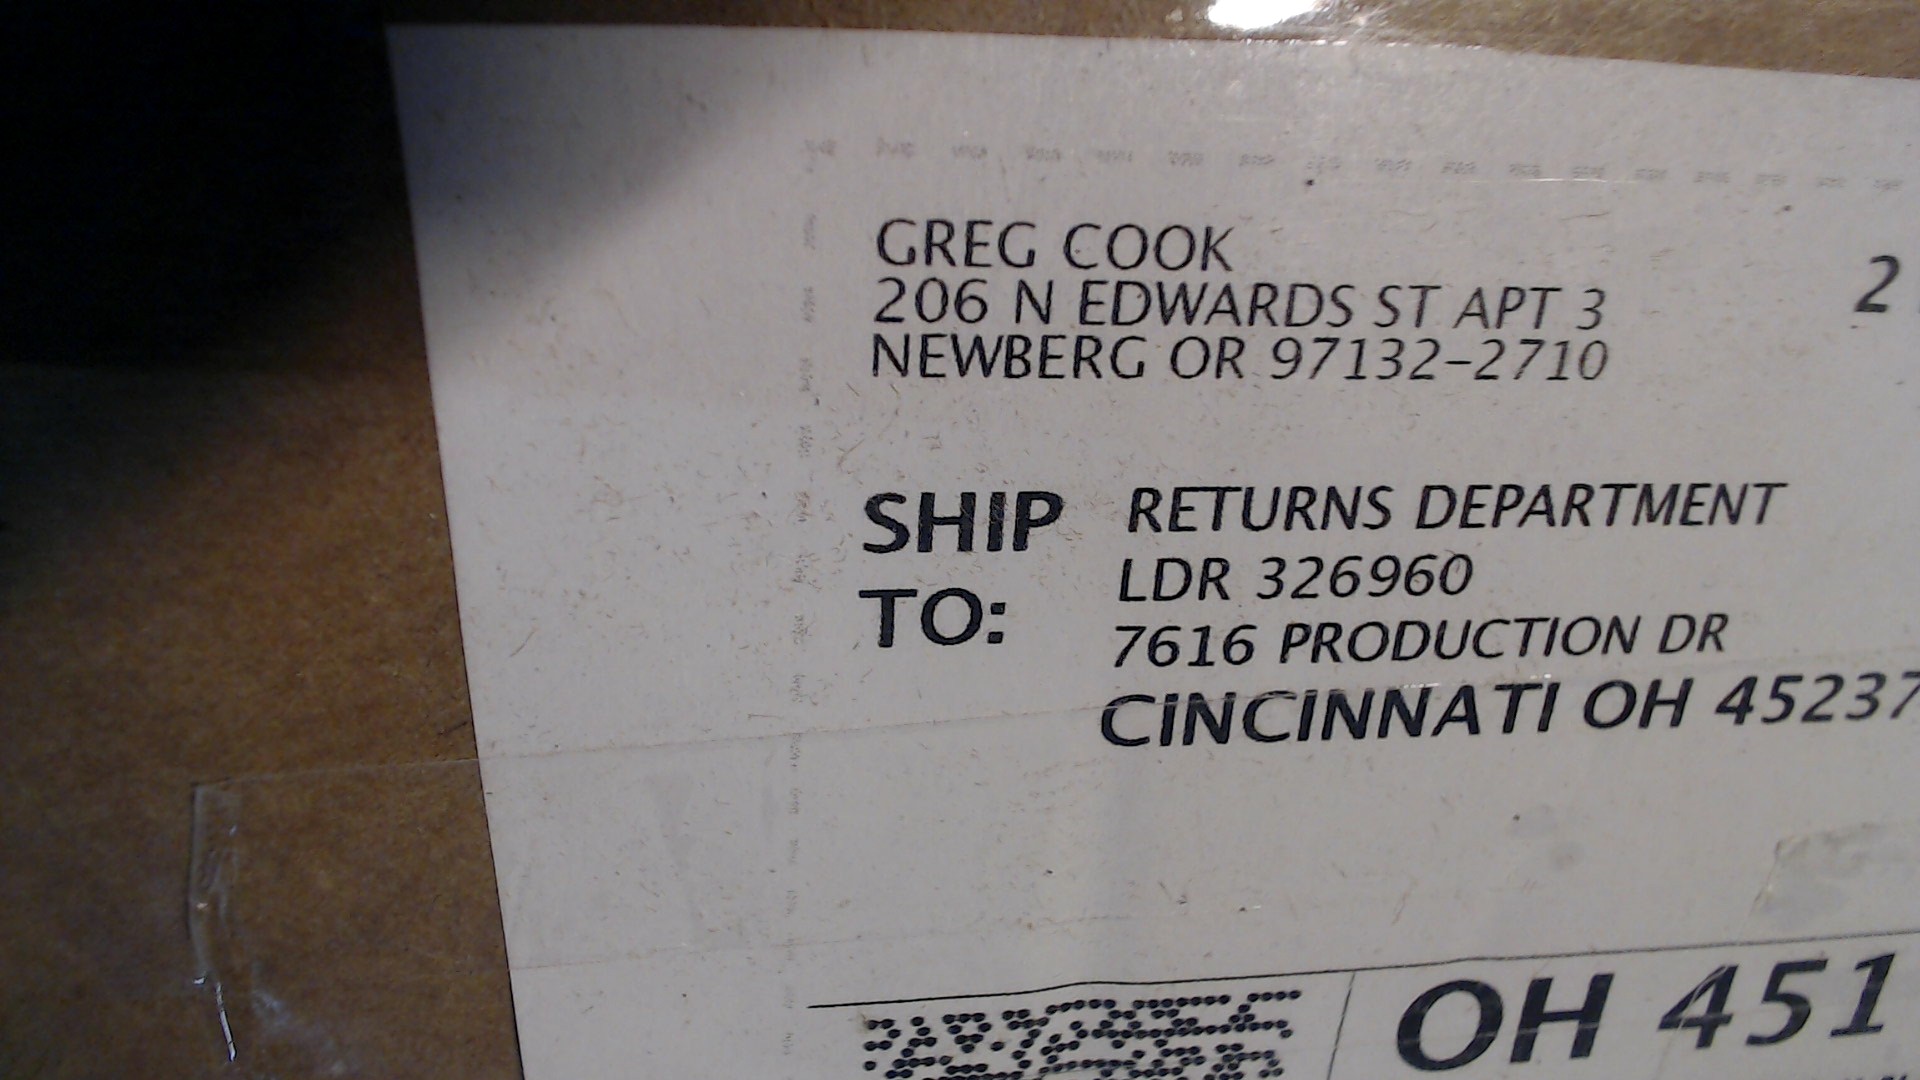 GREG COOK
206 N EDWARDS ST APT 3
NEWBERG OR 97132-2710
2
SHIP TO:
RETURNS DEPARTMENT
LDR 326960
7616 PRODUCTION DR
CINCINNATI OH 45237
OH 451